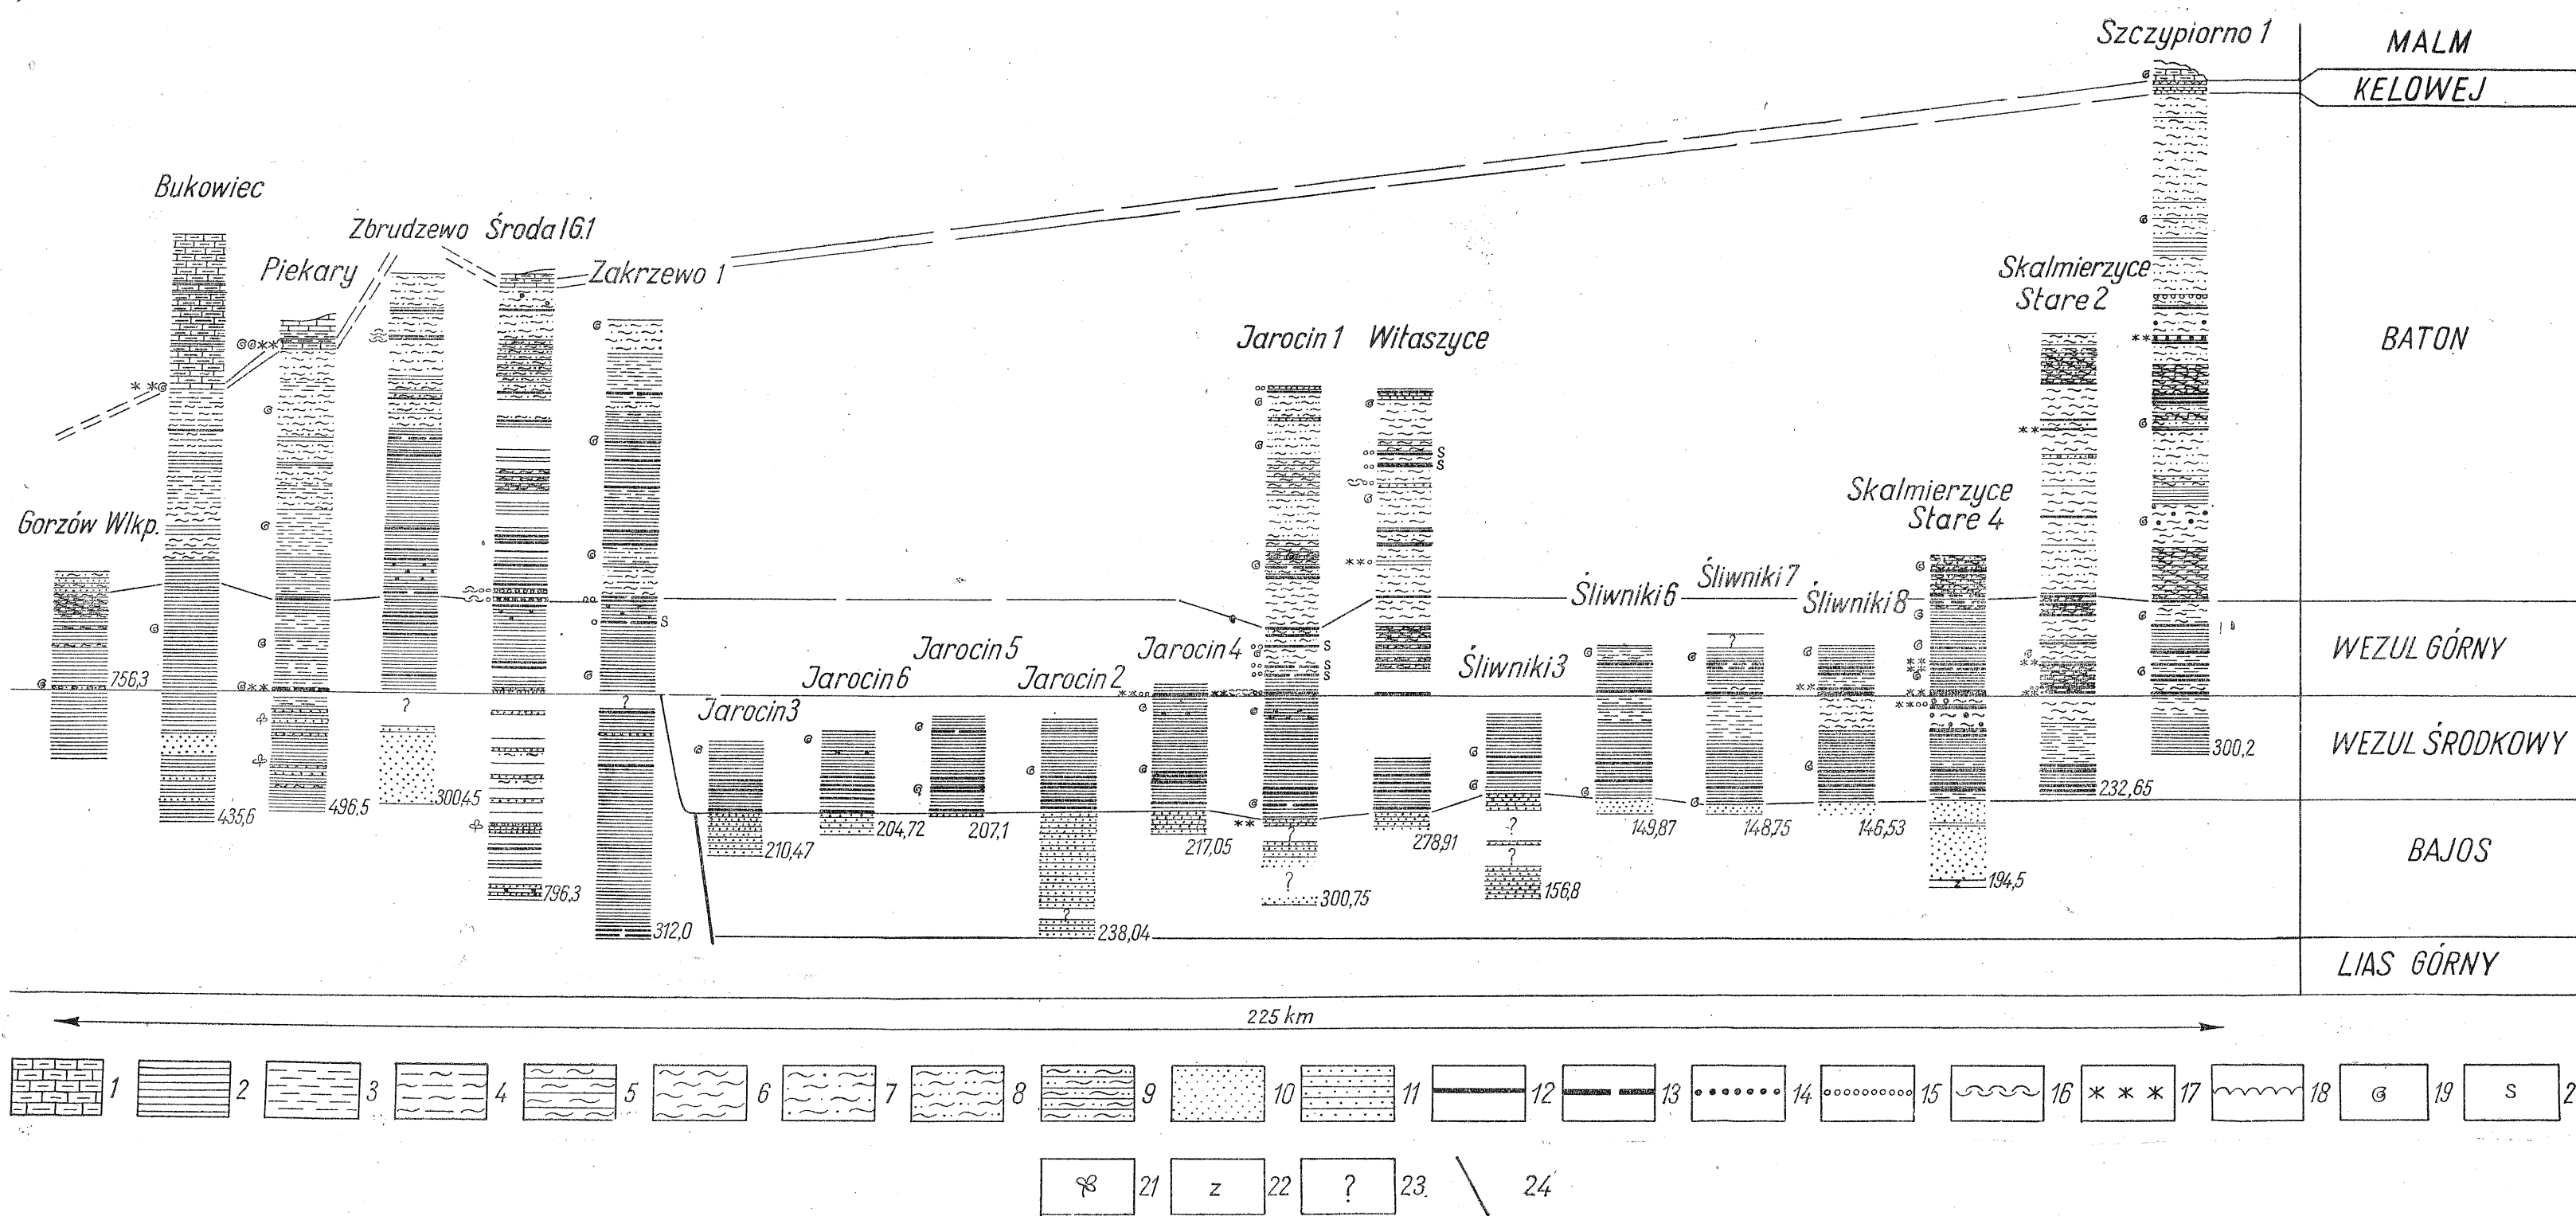 Szczypiorno 1
MALM
KELOWEJ
Bukowiec
Zbrudzewo
Środa IG.1
Piekary
Zakrzewo 1
Skalmierzyce
Stare 2
BATON
Jarocin 1
Witaszyce
Gorzów Wlkp.
Skalmierzyce
Stare 4
Śliwniki 6
Śliwniki 7
Śliwniki 8
S
S
S
S
S
S
WEZUL GÓRNY
Jarocin 5
Jarocin 4
Śliwniki 3
Jarocin 6
Jarocin 2
756,3
Jarocin 3
?
?
?
WEZUL ŚRODKOWY
300,2
232,65
435,6
496,5
300,45
204,72
207,1
217,05
278,91
149,87
148,75
146,53
210,47
?
?
?
?
BAJOS
796,3
300,75
156,8
z
194,5
?
312,0
238,04
LIAS GÓRNY
225 km
1
2
3
4
5
6
7
8
9
10
11
12
13
14
15
16
17
18
19
S
2
21
z
22
?
23
24